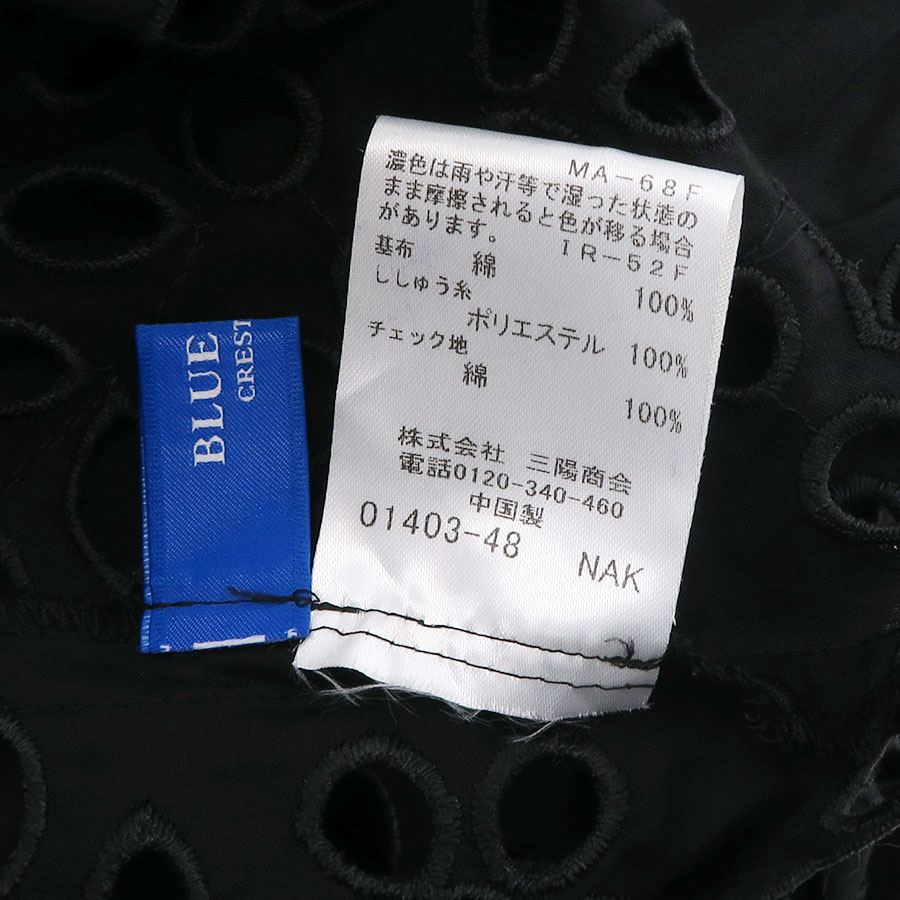 BLUE
CREST
MA-68F
濃色は雨や汗等で湿った状態の
まま摩擦されると色が移る場合
があります。 IR-52F
基布 綿 100%
ししゅう糸
ポリエステル 100%
チェック地
綿 100%
株式会社 三陽商会
電話0120-340-460
中国製
01403-48 NAK